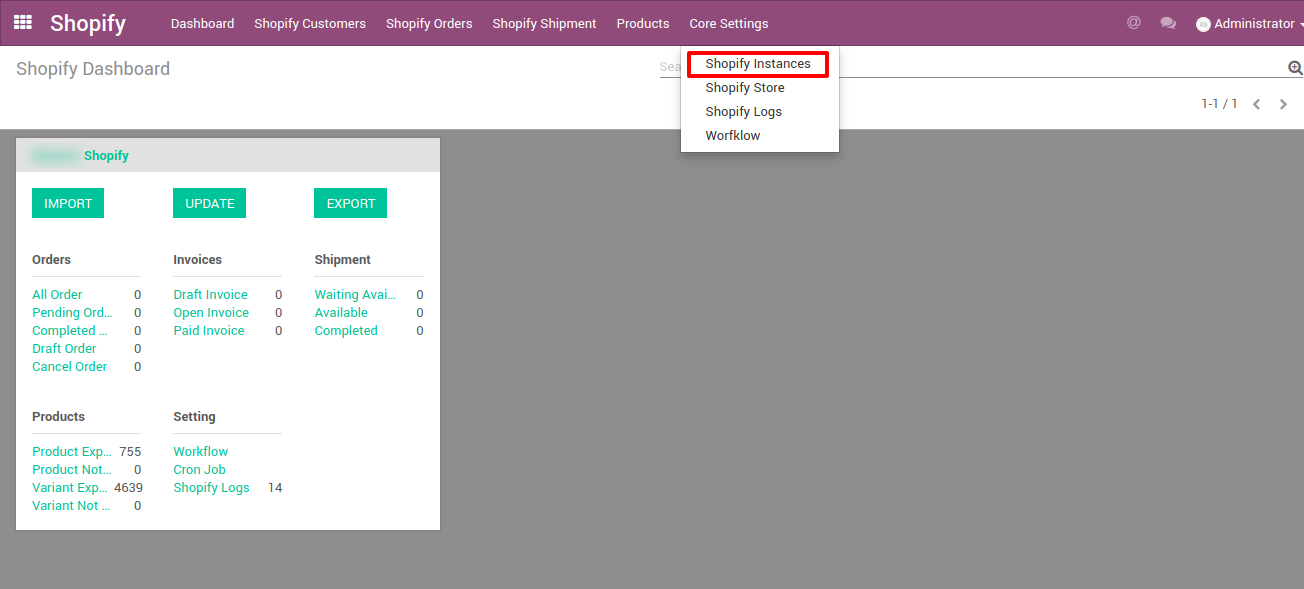 Shopify Dashboard Shopify Customers Shopify Orders Shopify Shipment Products Core Settings @ Administrator
Shopify Dashboard Sea
Shopify Instances
Shopify Store
Shopify Logs
Worfklow
1-1 / 1
Shopify
IMPORT UPDATE EXPORT
Orders Invoices Shipment
All Order 0 Draft Invoice 0 Waiting Avai... 0
Pending Ord... 0 Open Invoice 0 Available 0
Completed ... 0 Paid Invoice 0 Completed 0
Draft Order 0
Cancel Order 0
Products Setting
Product Exp... 755 Workflow
Product Not... 0 Cron Job
Variant Exp... 4639 Shopify Logs 14
Variant Not ... 0